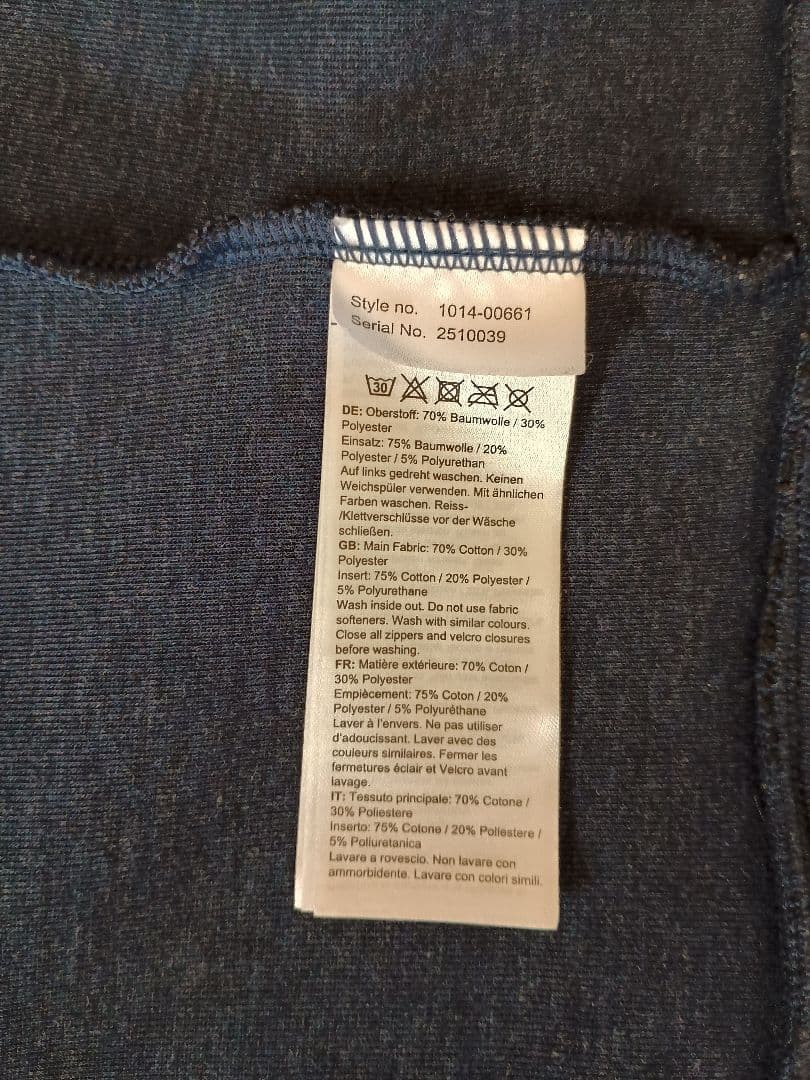 Style no. 1014-00661
Serial No. 2510039
30
DE: Oberstoff: 70% Baumwolle / 30%
Polyester
Einsatz: 75% Baumwolle / 20%
Polyester / 5% Polyurethan
Auf links gedreht waschen. Keinen
Weichspüler verwenden. Mit ähnlichen
Farben waschen. Reiss-
/Klettverschlüsse vor der Wäsche
schließen.
GB: Main Fabric: 70% Cotton / 30%
Polyester
Insert: 75% Cotton / 20% Polyester /
5% Polyurethane
Wash inside out. Do not use fabric
softeners. Wash with similar colours.
Close all zippers and velcro closures
before washing.
FR: Matière extérieure: 70% Coton /
30% Polyester
Empiècement: 75% Coton / 20%
Polyester / 5% Polyuréthane
Laver à l'envers. Ne pas utiliser
d'adoucissant. Laver avec des
couleurs similaires. Fermer les
fermetures éclair et Velcro avant
lavage.
IT: Tessuto principale: 70% Cotone /
30% Poliestere
Inserto: 75% Cotone / 20% Poliestere /
5% Poliuretanica
Lavare a rovescio. Non lavare con
ammorbidente. Lavare con colori simili.